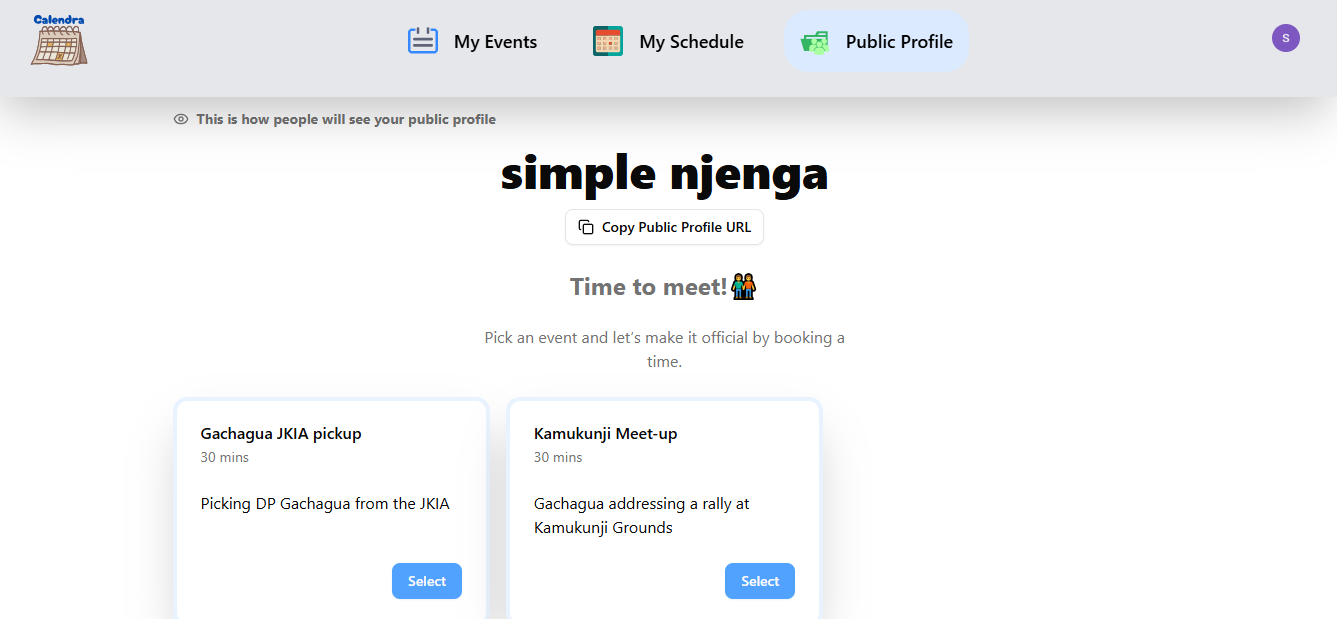 Calendra
My Events
My Schedule
Public Profile
S
This is how people will see your public profile
simple njenga
Copy Public Profile URL
Time to meet!
Pick an event and let’s make it official by booking a
time.
Gachagua JKIA pickup
30 mins
Picking DP Gachagua from the JKIA
Select
Kamukunji Meet-up
30 mins
Gachagua addressing a rally at
Kamukunji Grounds
Select